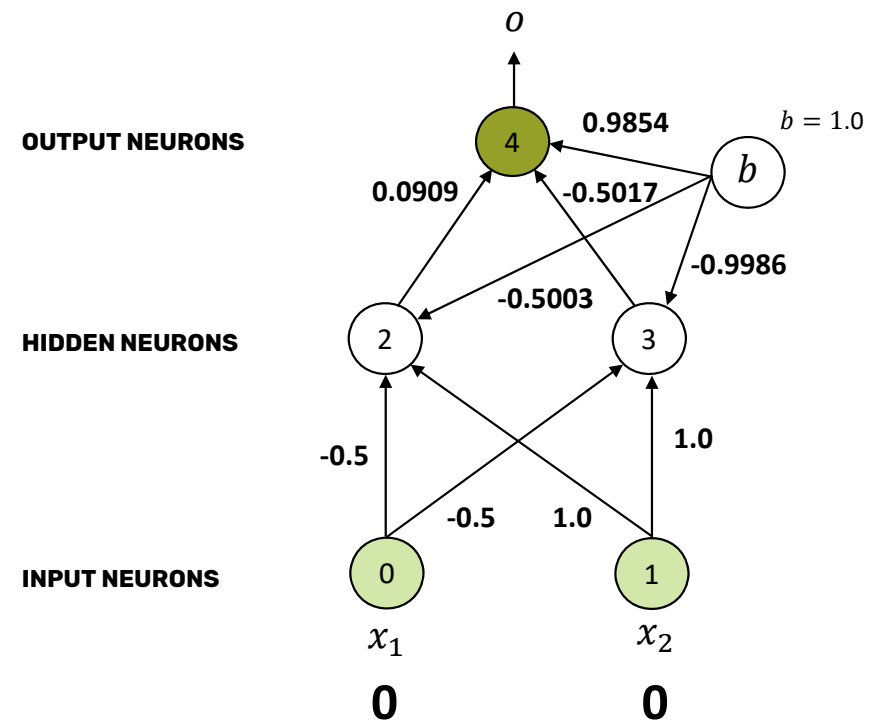 o
0.9854
b = 1.0
OUTPUT NEURONS
4
b
0.0909
-0.5017
-0.9986
-0.5003
HIDDEN NEURONS
2
3
-0.5
1.0
-0.5
1.0
INPUT NEURONS
0
1
x₁
x₂
0
0